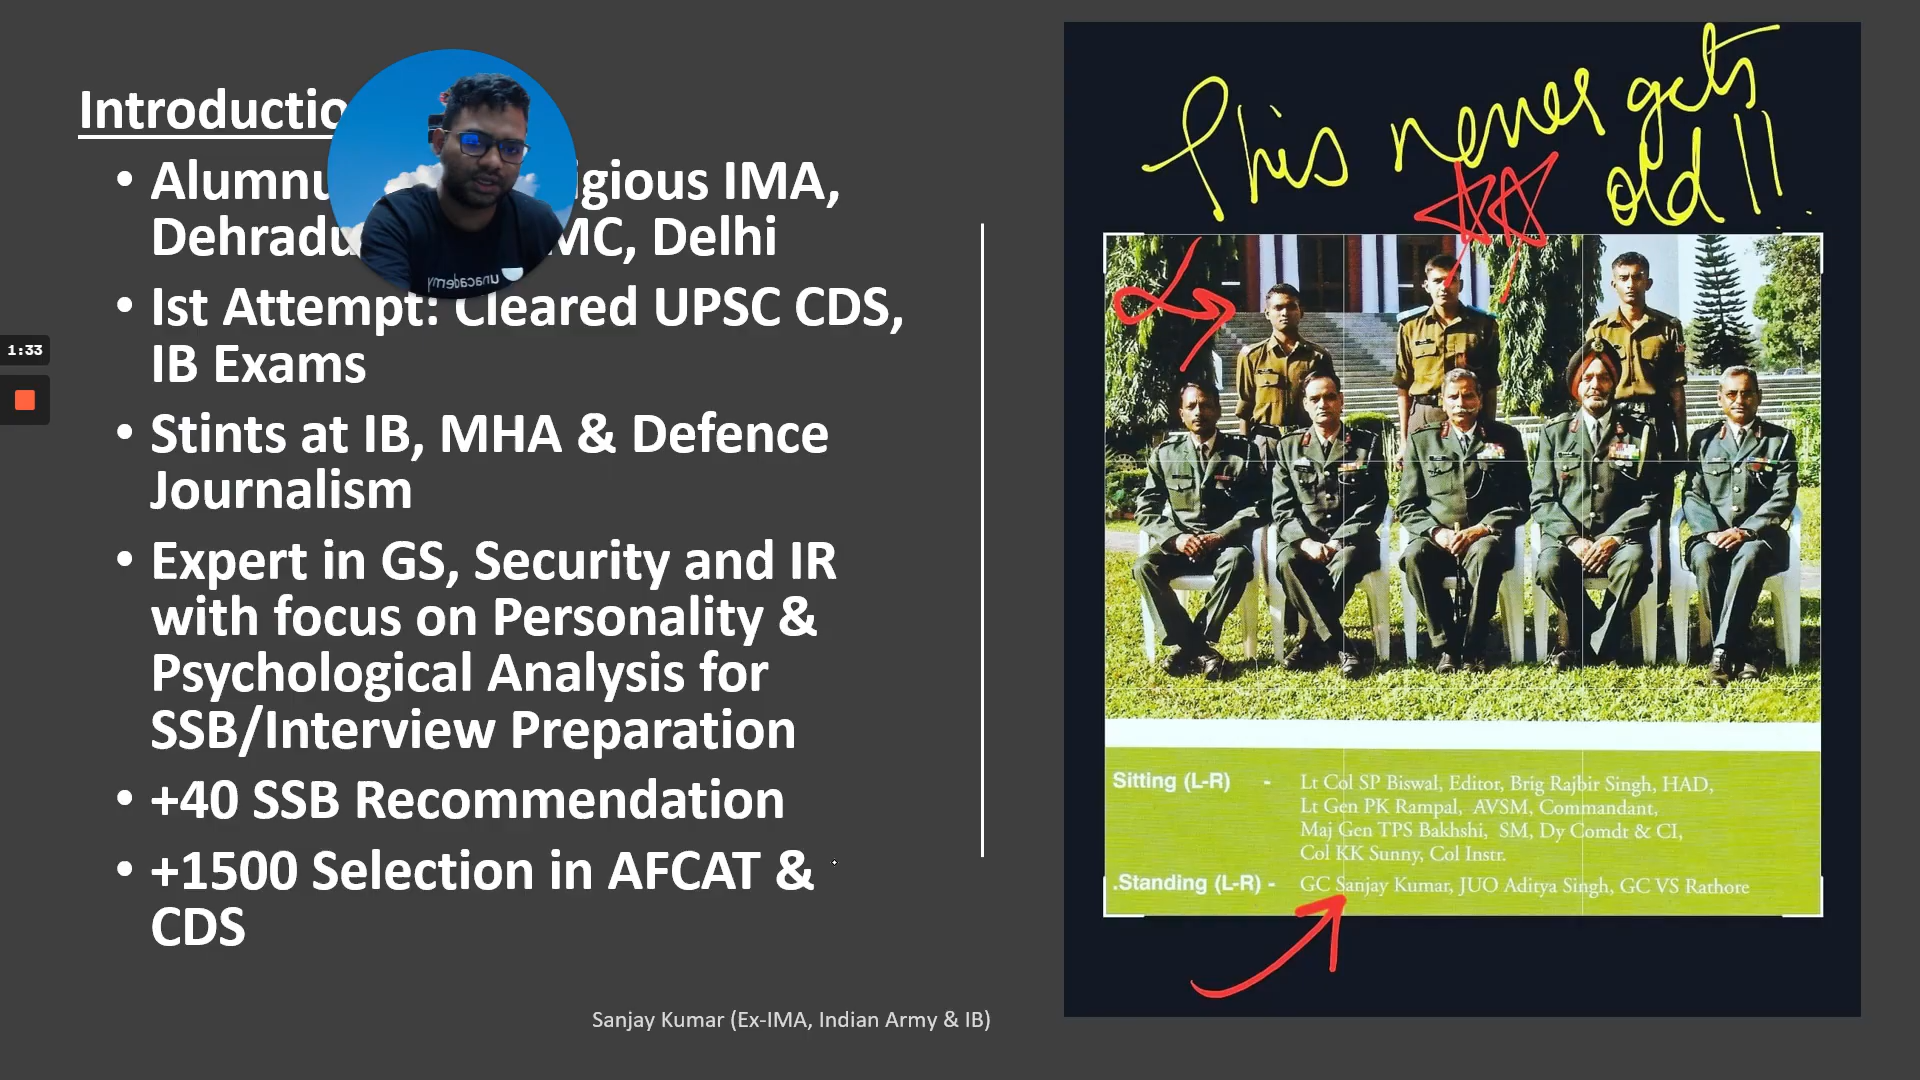 Introductio
Alumnu igious IMA,
Dehradu MC, Delhi
Ist Attempt: Cleared UPSC CDS,
IB Exams
Stints at IB, MHA & Defence
Journalism
Expert in GS, Security and IR
with focus on Personality &
Psychological Analysis for
SSB/Interview Preparation
+40 SSB Recommendation
+1500 Selection in AFCAT &
CDS
Sanjay Kumar (Ex-IMA, Indian Army & IB)
unacademy
1:33
This never gets
old!!
Sitting (L-R) - Lt Col SP Biswal, Editor, Brig Rajbir Singh, HAD,
Lt Gen PK Rampal, AVSM, Commandant,
Maj Gen TPS Bakhshi, SM, Dy Comdt & CI,
Col KK Sunny, Col Instr.
.Standing (L-R) - GC Sanjay Kumar, JUO Aditya Singh, GC VS Rathore